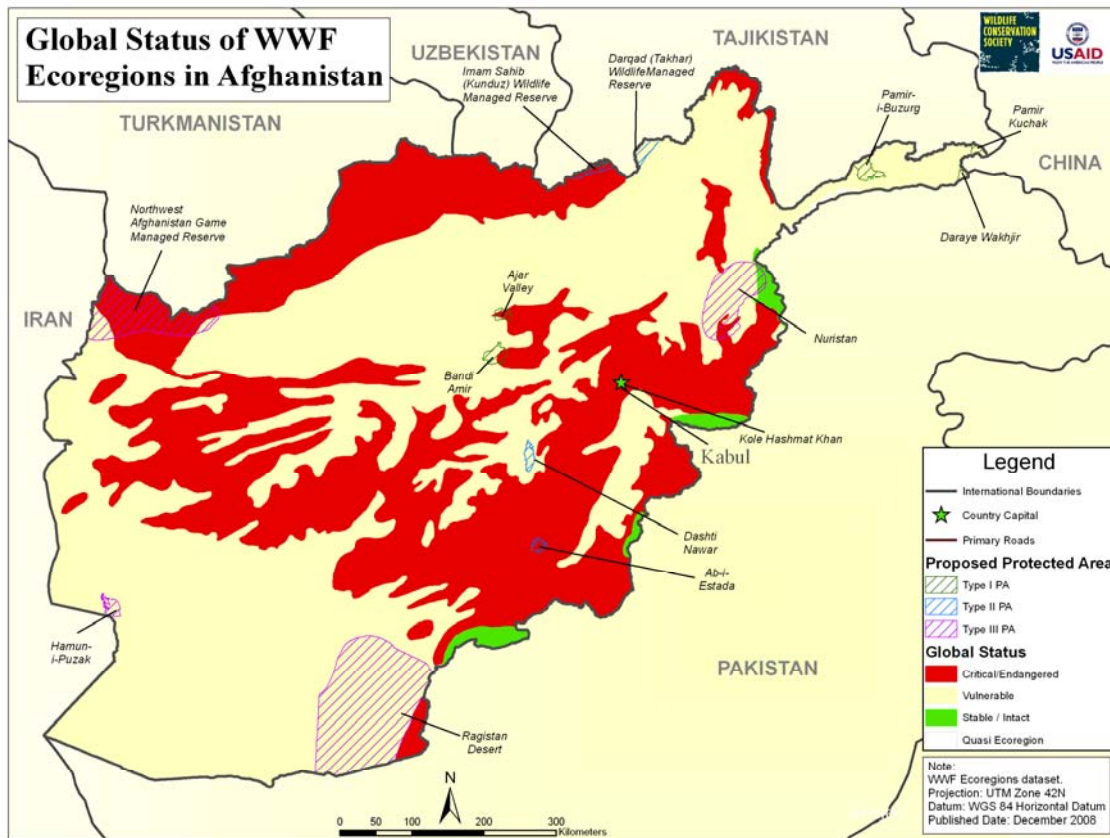 Global Status of WWF
Ecoregions in Afghanistan
WILDLIFE
CONSERVATION
SOCIETY
USAID
FROM THE AMERICAN PEOPLE
UZBEKISTAN
TAJIKISTAN
TURKMANISTAN
CHINA
IRAN
PAKISTAN
Imam Sahib
(Kunduz) Wildlife
Managed Reserve
Darqad (Takhar)
WildlifeManaged
Reserve
Pamir-
i-Buzurg
Pamir
Kuchak
Daraye Wakhjir
Northwest
Afghanistan Game
Managed Reserve
Ajar
Valley
Nuristan
Bandi
Amir
Kole Hashmat Khan
Kabul
Dashti
Nawar
Ab-i-
Estada
Hamun-
i-Puzak
Ragistan
Desert
N
0 50 100 200 300
Kilometers
Legend
International Boundaries
Country Capital
Primary Roads
Proposed Protected Area
Type I PA
Type II PA
Type III PA
Global Status
Critical/Endangered
Vulnerable
Stable / Intact
Quasi Ecoregion
Note:
WWF Ecoregions dataset.
Projection: UTM Zone 42N
Datum: WGS 84 Horizontal Datum
Published Date: December 2008